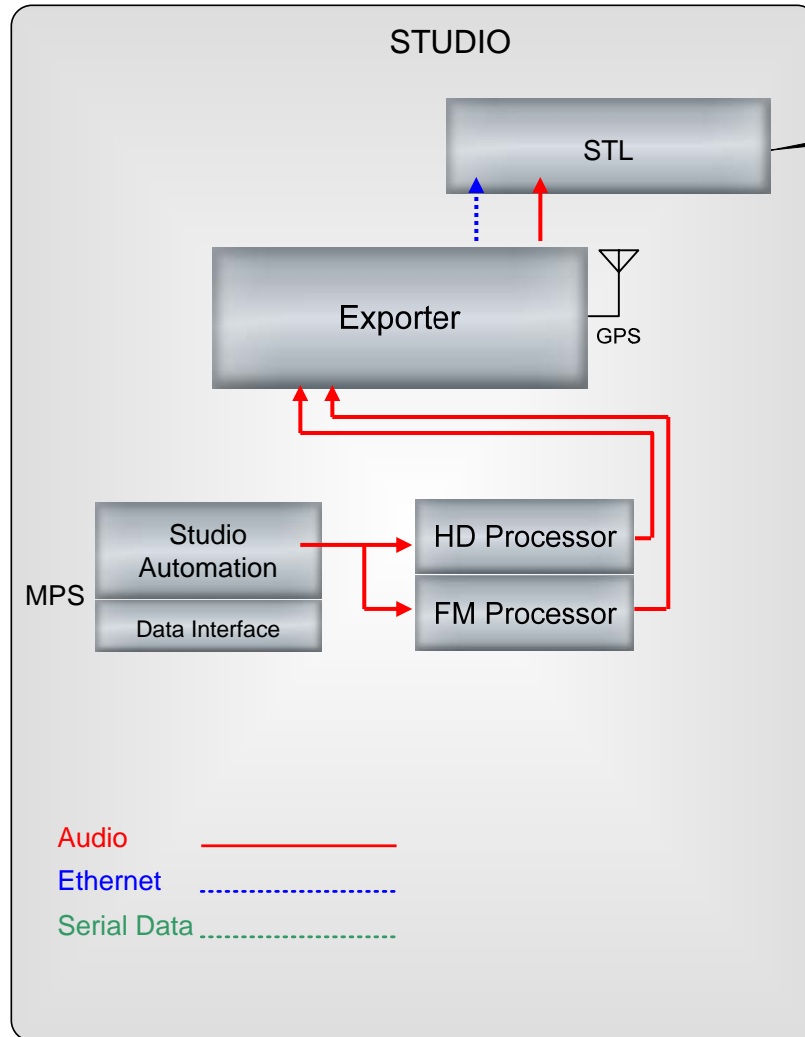 STUDIO
STL
Exporter
GPS
Studio
Automation
HD Processor
MPS
FM Processor
Data Interface
Audio
Ethernet
Serial Data